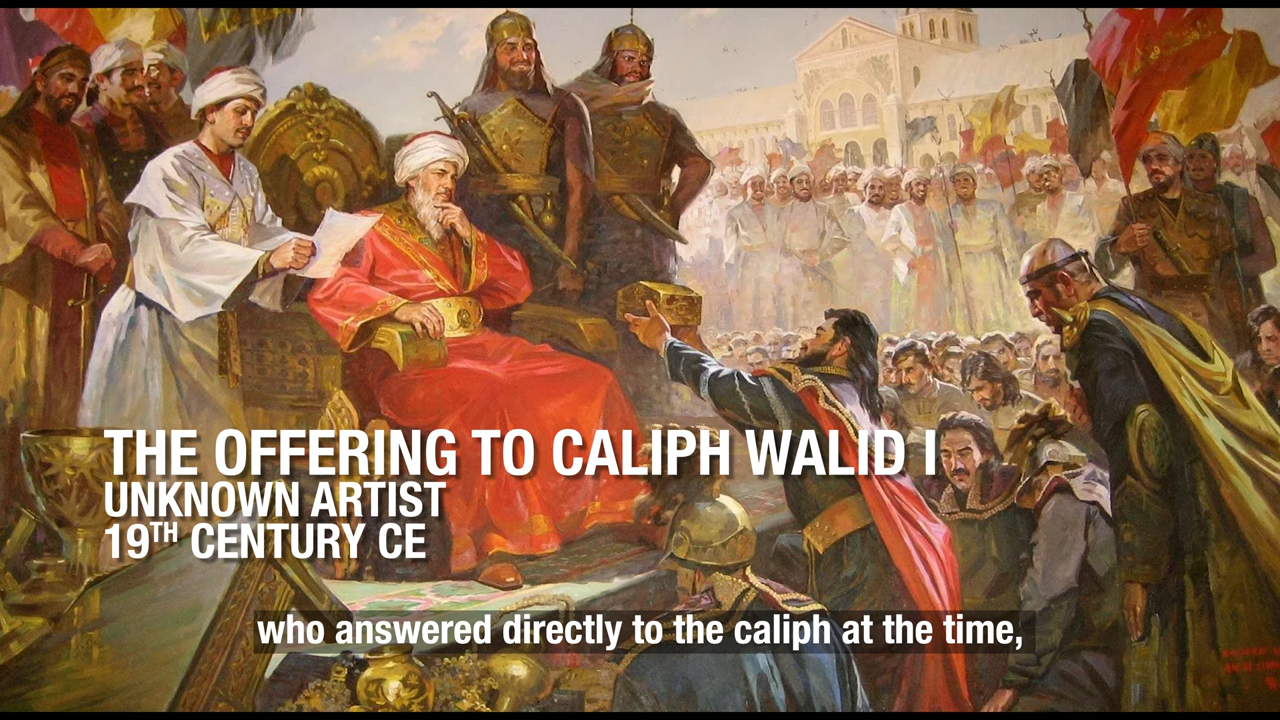 THE OFFERING TO CALIPH WALID I
UNKNOWN ARTIST
19TH CENTURY CE
who answered directly to the caliph at the time,